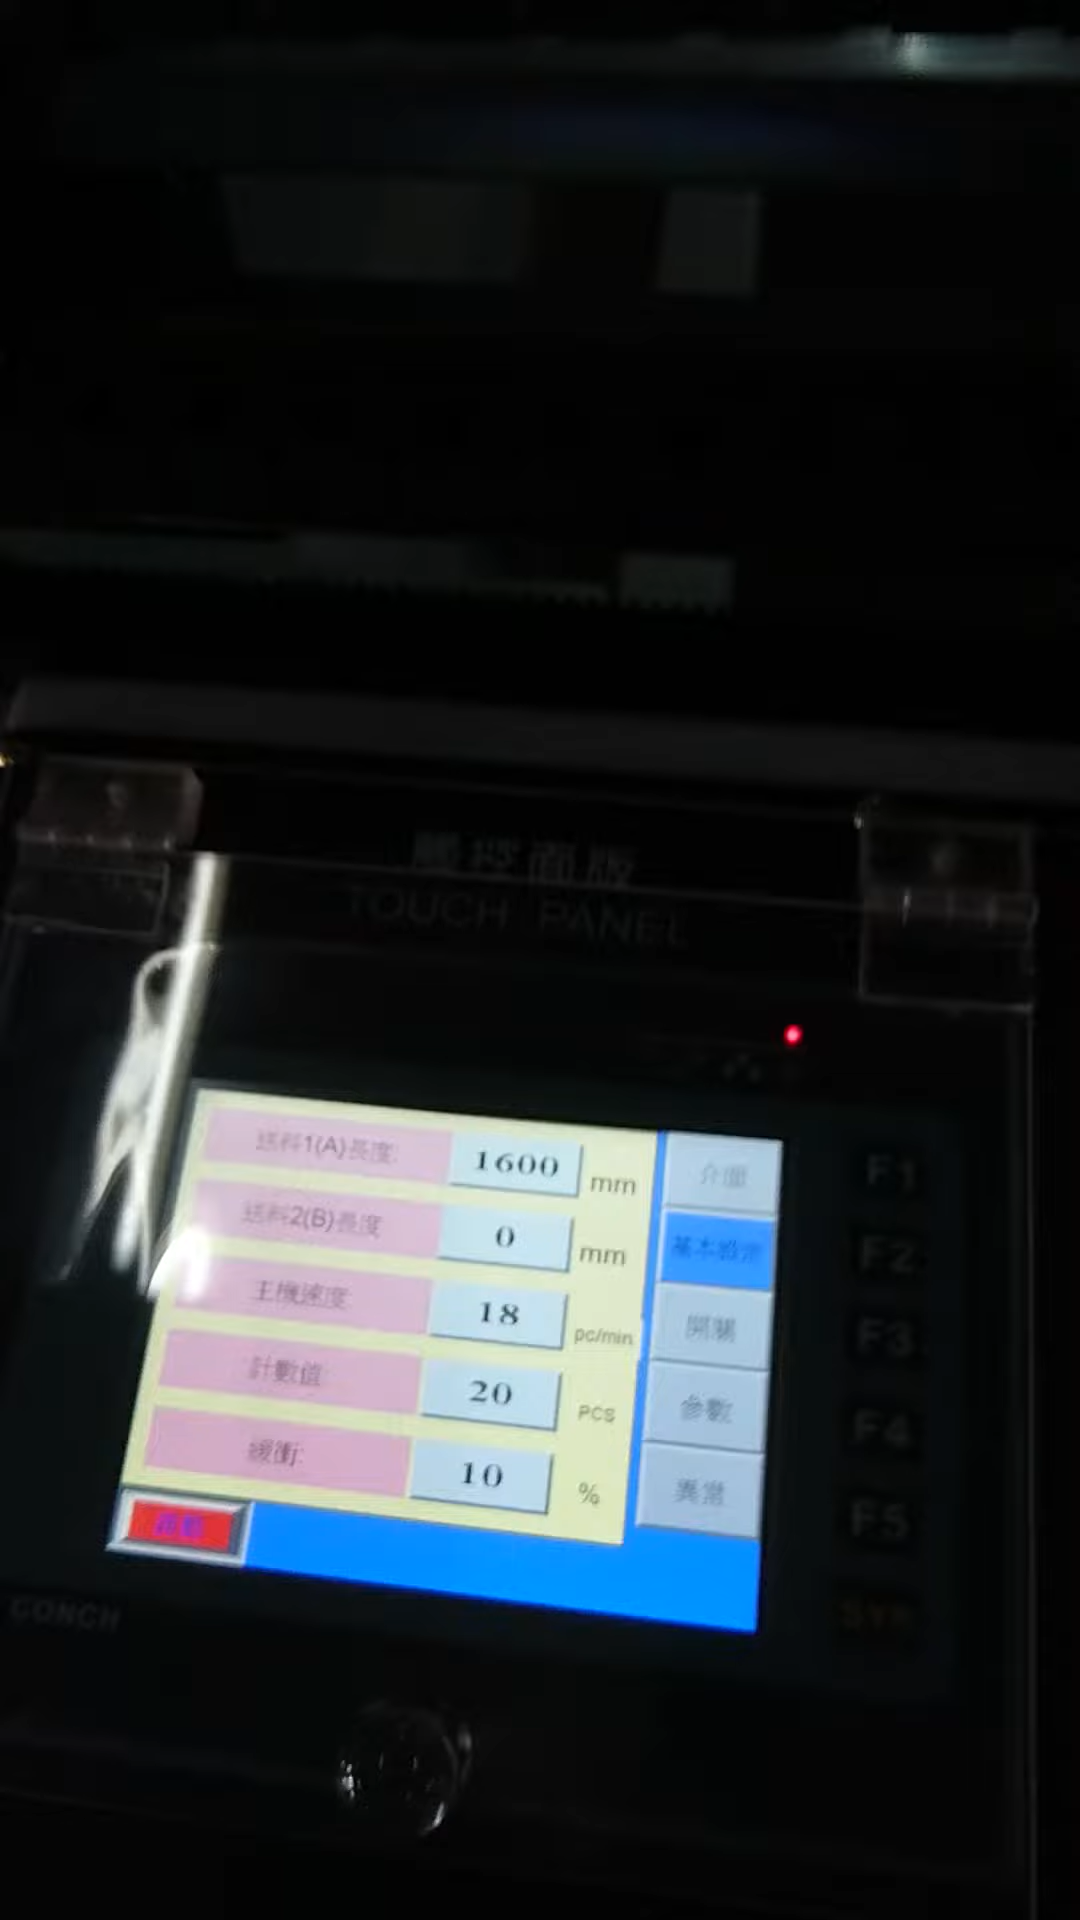 觸控面版
TOUCH PANEL
送料1(A)長度: 1600 mm
介面
F1
送料2(B)長度 0 mm
基本設定
F2
主機速度 18 pc/min
開關
F3
計數值: 20 PCS
參數
F4
緩衝: 10 %
異常
F5
SYS
CONCH